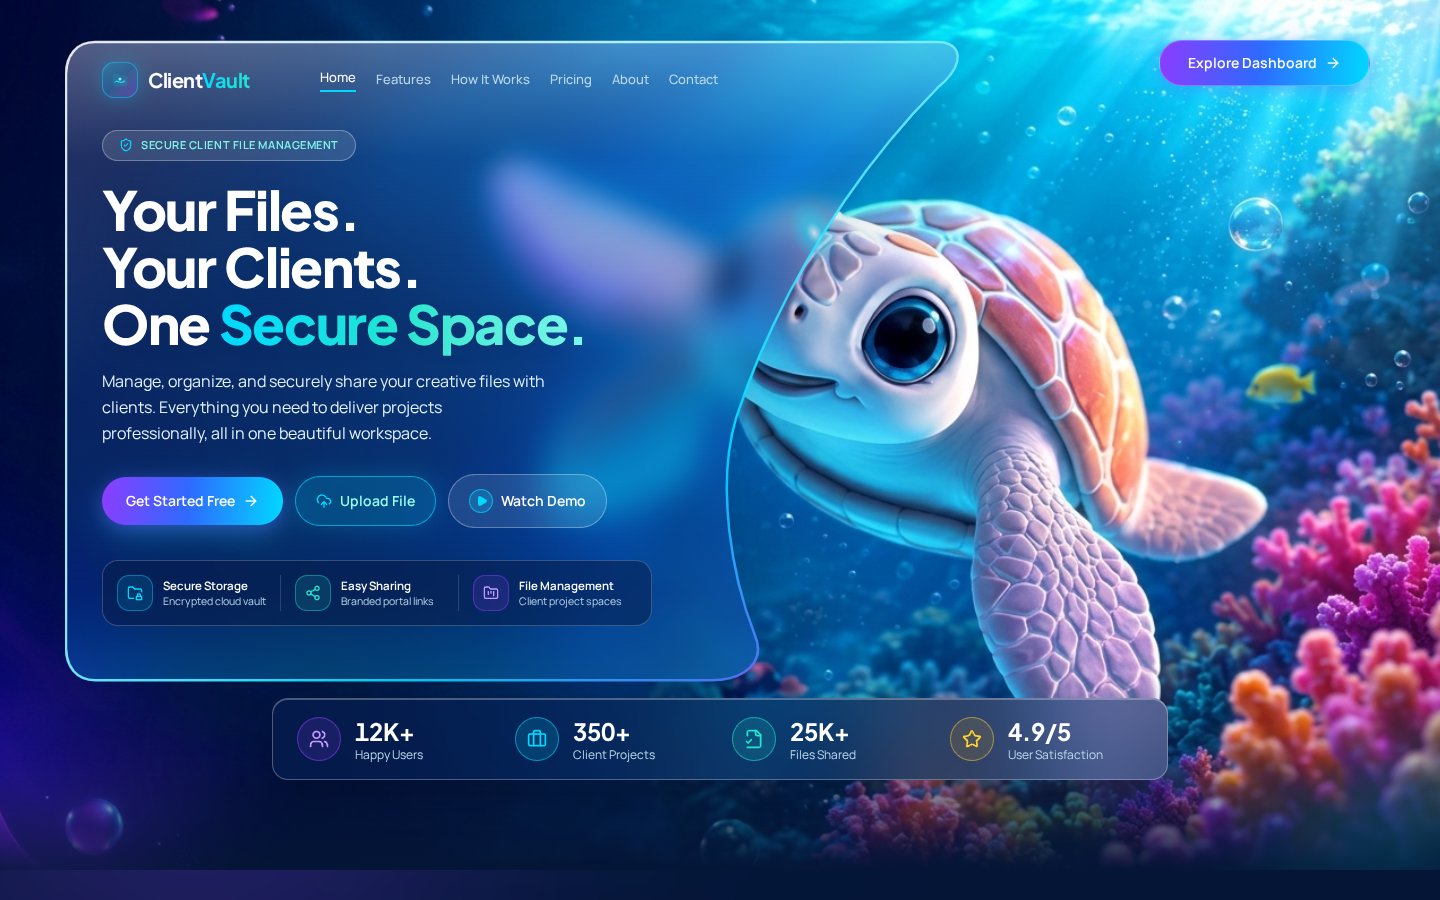 ClientVault
Home Features How It Works Pricing About Contact
Explore Dashboard
SECURE CLIENT FILE MANAGEMENT
Your Files.
Your Clients.
One Secure Space.
Manage, organize, and securely share your creative files with
clients. Everything you need to deliver projects
professionally, all in one beautiful workspace.
Get Started Free
Upload File
Watch Demo
Secure Storage
Encrypted cloud vault
Easy Sharing
Branded portal links
File Management
Client project spaces
12K+
Happy Users
350+
Client Projects
25K+
Files Shared
4.9/5
User Satisfaction